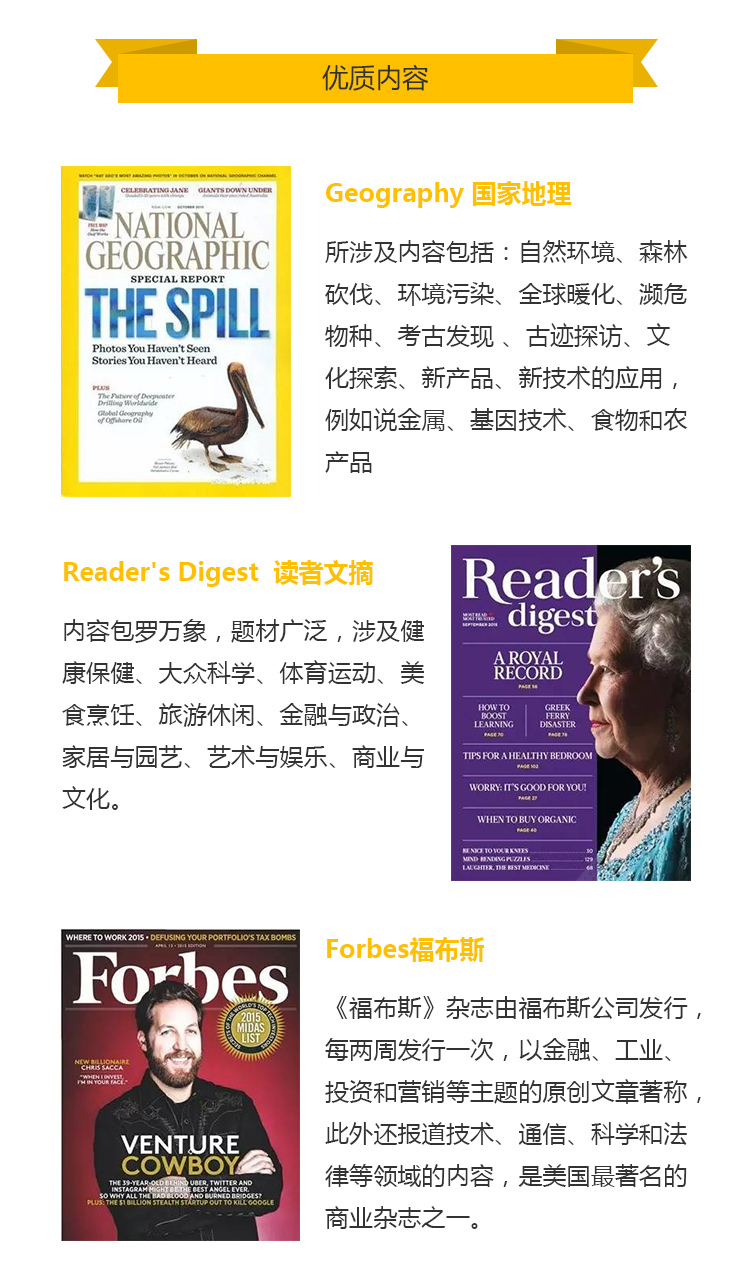 优质内容
WATCH "NAT GEO'S MOST AMAZING PHOTOS" IN OCTOBER ON NATIONAL GEOGRAPHIC CHANNEL
CELEBRATING JANE
GIANTS DOWN UNDER
OCTOBER 2010
FREE MAP
NATIONAL
GEOGRAPHIC
SPECIAL REPORT
THE SPILL
Photos You Haven't Seen
Stories You Haven't Heard
PLUS
The Future of Deepwater
Drilling Worldwide
Global Geography
of Offshore Oil
Geography 国家地理
所涉及内容包括：自然环境、森林
砍伐、环境污染、全球暖化、濒危
物种、考古发现 、古迹探访、文
化探索、新产品、新技术的应用，
例如说金属、基因技术、食物和农
产品
Reader's Digest 读者文摘
内容包罗万象，题材广泛，涉及健
康保健、大众科学、体育运动、美
食烹饪、旅游休闲、金融与政治、
家居与园艺、艺术与娱乐、商业与
文化。
Reader's
digest
MOST READ
MOST TRUSTED
SEPTEMBER 2015
A ROYAL
RECORD
PAGE 98
HOW TO
BOOST
LEARNING
PAGE 70
GREEK
FERRY
DISASTER
PAGE 78
TIPS FOR A HEALTHY BEDROOM
PAGE 102
WORRY: IT'S GOOD FOR YOU!
PAGE 27
WHEN TO BUY ORGANIC
PAGE 40
BE NICE TO YOUR KNEES 50
MIND-BENDING PUZZLES 129
LAUGHTER, THE BEST MEDICINE 68
WHERE TO WORK 2015 • DEFUSING YOUR PORTFOLIO'S TAX BOMBS
APRIL 13 • 2015 EDITION
Forbes
SECRETS OF THE WORLD'S TOP TECH INVESTORS
2015
MIDAS
LIST
NEW BILLIONAIRE
CHRIS SACCA
"WHEN I INVEST,
I'M IN YOUR FACE."
VENTURE
COWBOY
THE 39-YEAR-OLD BEHIND UBER, TWITTER AND
INSTAGRAM MIGHT BE THE BEST ANGEL EVER.
SO WHY ALL THE BAD BLOOD AND BURNED BRIDGES?
PLUS: THE $1 BILLION STEALTH STARTUP OUT TO KILL GOOGLE
Forbes福布斯
《福布斯》杂志由福布斯公司发行，
每两周发行一次，以金融、工业、
投资和营销等主题的原创文章著称，
此外还报道技术、通信、科学和法
律等领域的内容，是美国最著名的
商业杂志之一。